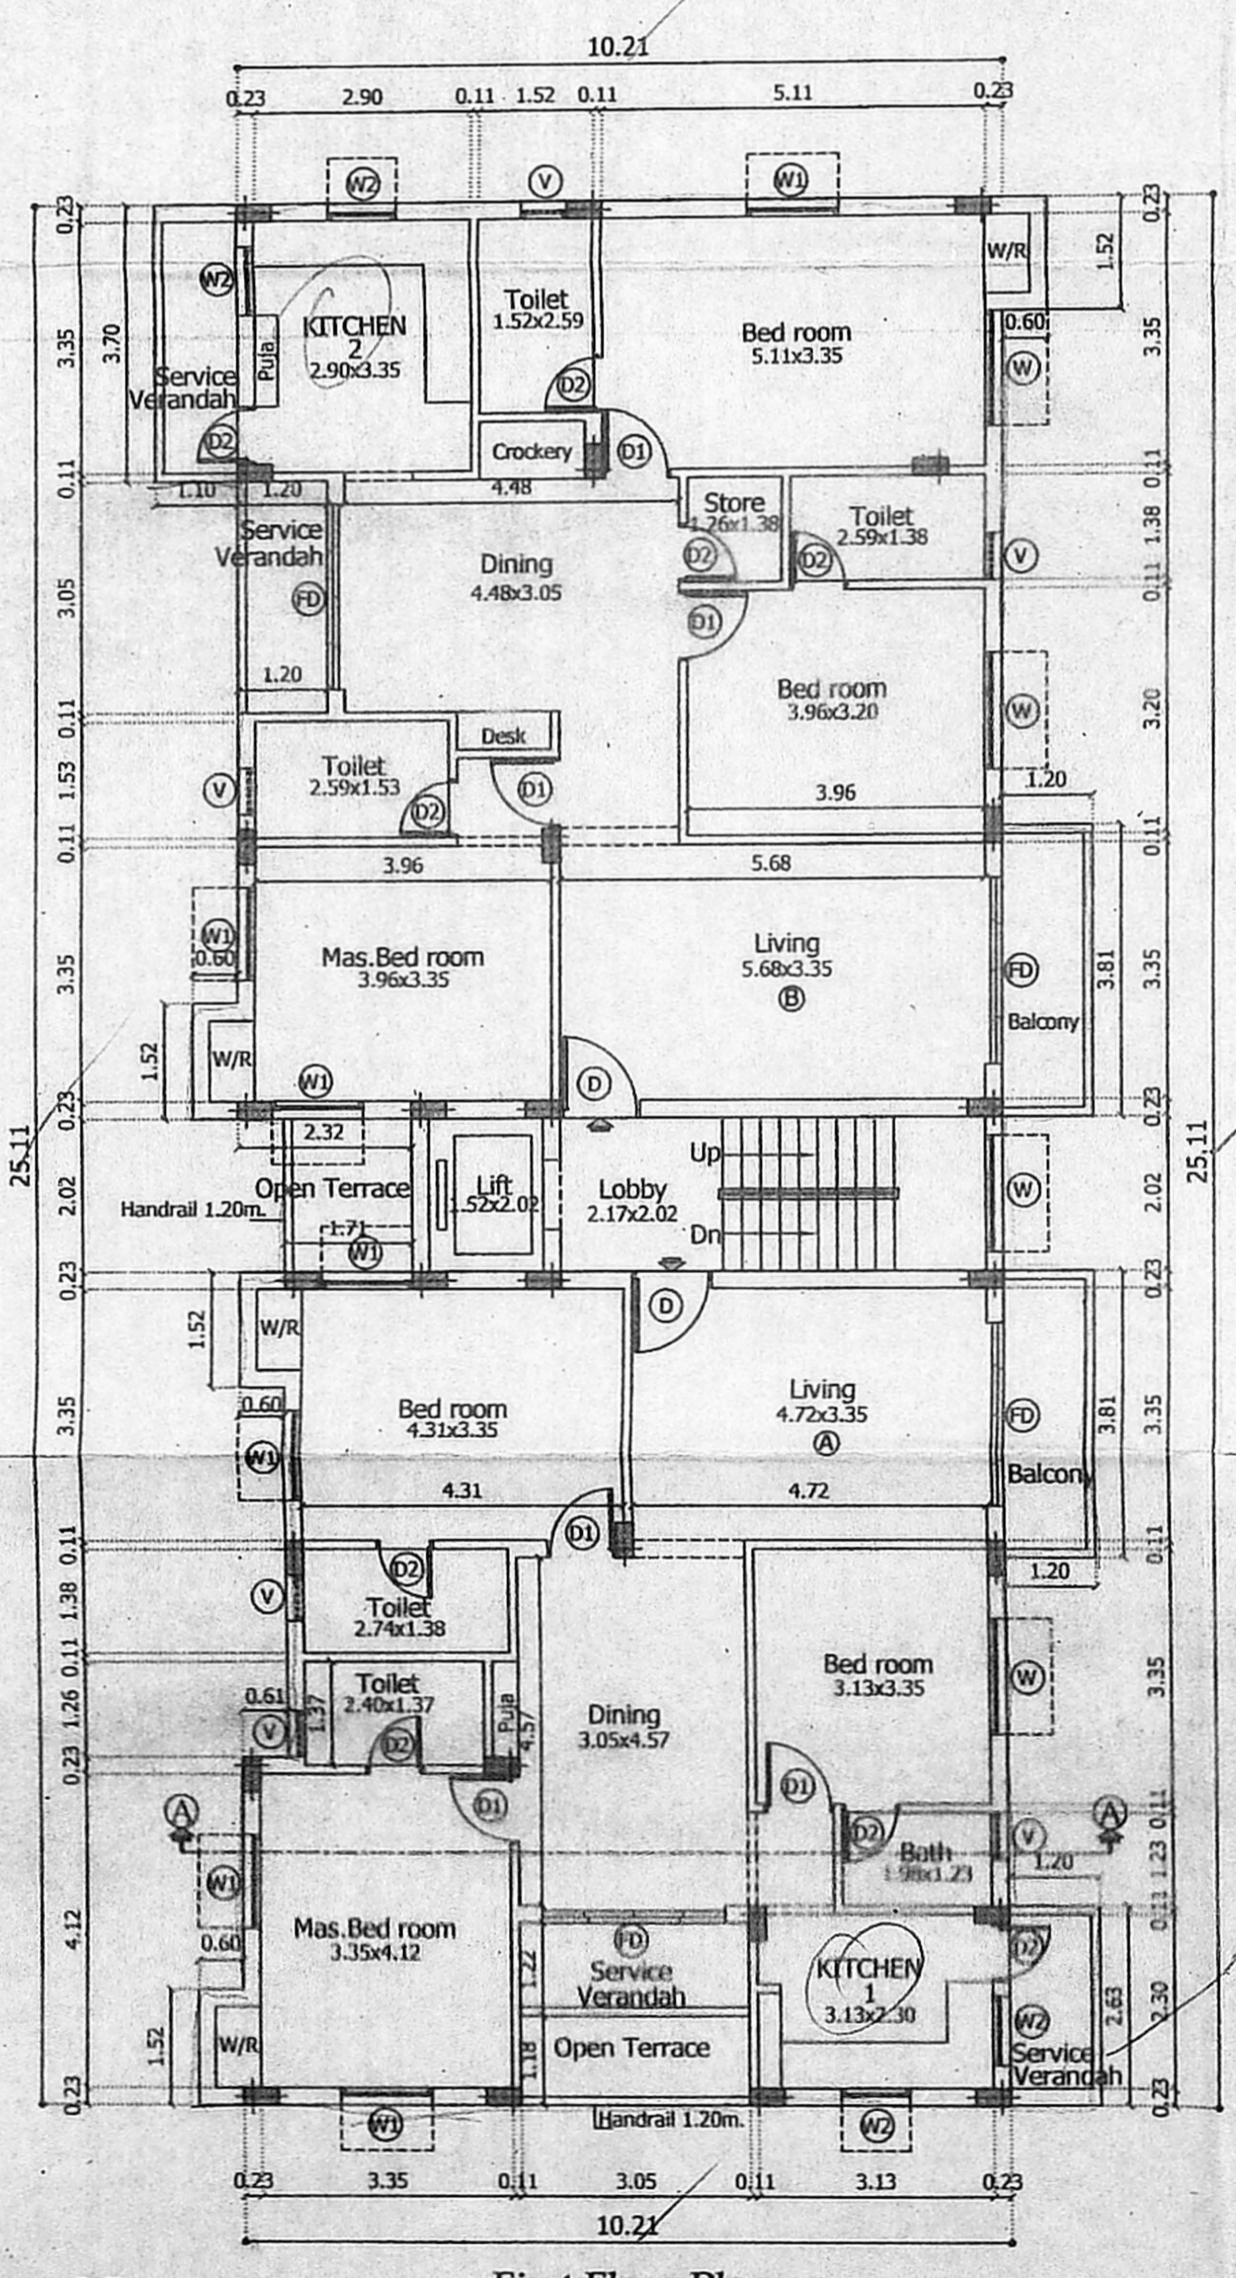 10.21
0.23 2.90 0.11 1.52 0.11 5.11 0.23
W2 V W1
0.23 0.23
W/R
1.52
W2
Toilet
1.52x2.59
KITCHEN
2
2.90x3.35
Puja
Bed room
5.11x3.35
0.60
W
3.35 3.70 3.35
Service
Verandah
D2
D2
Crockery
D1
0.11 0.11
1.10 1.20 4.48
Service
Verandah
Store
1.26x1.38
Toilet
2.59x1.38
1.38
D2 D2 V
Dining
4.48x3.05
FD
0.11
3.05
D1
1.20
Bed room
3.96x3.20
W
3.20
0.11
Desk
Toilet
2.59x1.53
1.53
V
D2
D1
3.96
1.20
0.11 0.11
3.96 5.68
W1
0.60
Mas.Bed room
3.96x3.35
Living
5.68x3.35
B
FD
Balcony
3.81
3.35 3.35
1.52
W/R
W1
D
0.23 0.23
2.32
25.11 25.11
Open Terrace
Handrail 1.20m.
1.71
W1
Lift
1.52x2.02
Lobby
2.17x2.02
Up
Dn
W
2.02 2.02
0.23 0.23
1.52
W/R
D
0.60
W1
Bed room
4.31x3.35
Living
4.72x3.35
A
FD
Balcony
3.81
3.35 3.35
4.31 4.72
D1
0.11 0.11
D2
1.20
V
Toilet
2.74x1.38
1.38
0.11
Toilet
2.40x1.37
1.37
Puja
4.57
0.61
V
1.26
D2
Dining
3.05x4.57
Bed room
3.13x3.35
W
3.35
0.23
D1
D1
A A
0.11
D2
Bath
1.98x1.23
V
1.23
1.20
W1
0.60
Mas.Bed room
3.35x4.12
4.12
0.11
FD
Service
Verandah
1.22
KITCHEN
1
3.13x2.30
D2
W2
Service
Verandah
2.63
2.30
1.52
W/R
1.18
Open Terrace
0.23 0.23
W1
Handrail 1.20m.
W2
0.23 3.35 0.11 3.05 0.11 3.13 0.23
10.21